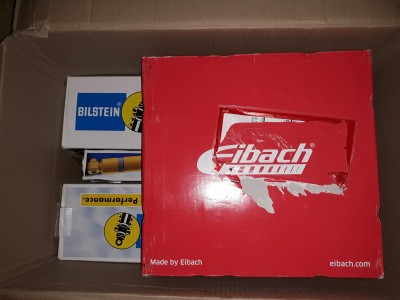 BILSTEIN
Performance.
Eibach
Made by Eibach
eibach.com